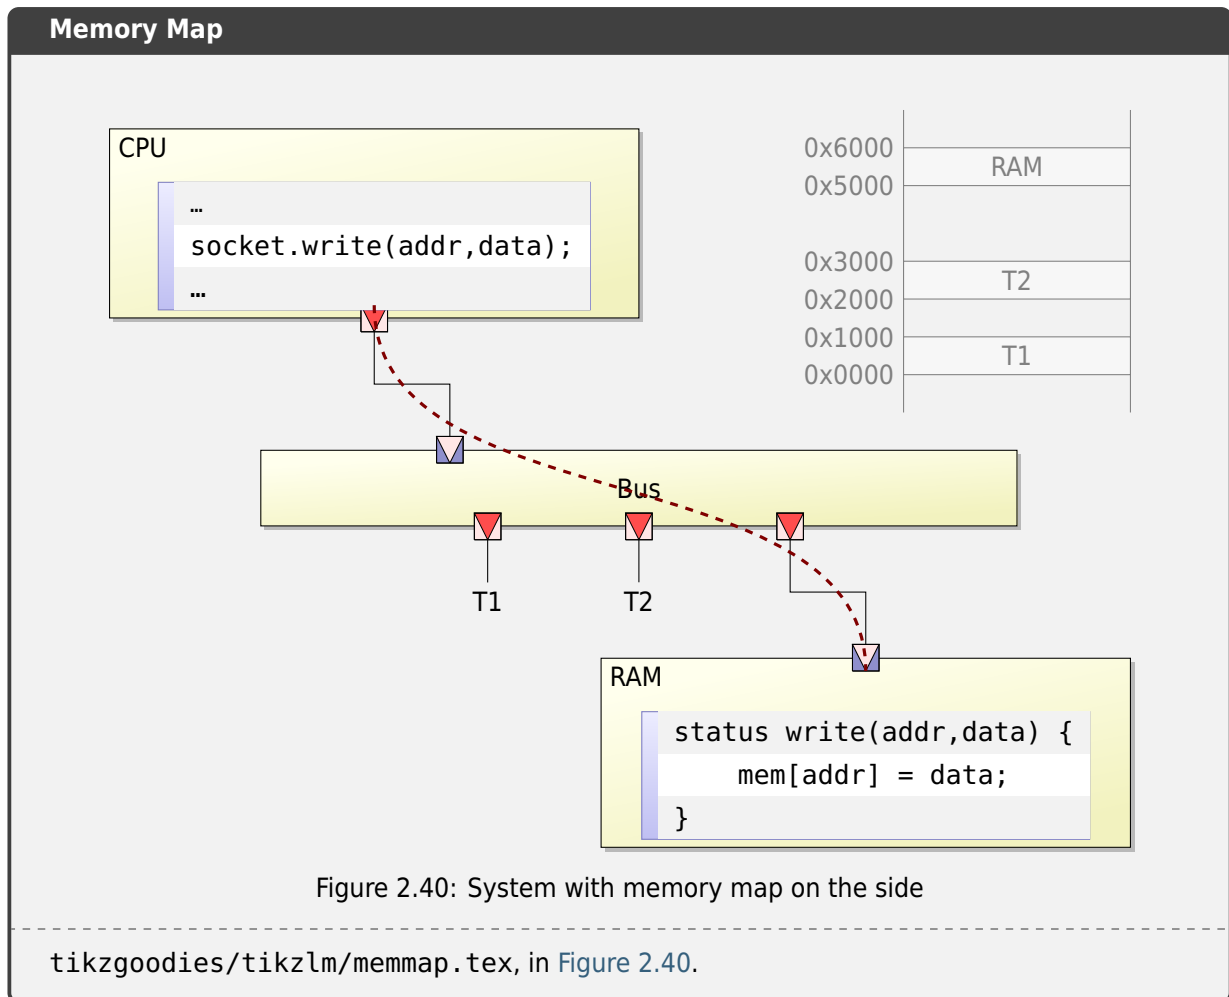 Memory Map
CPU
…
socket.write(addr,data);
…
0x6000
RAM
0x5000
0x3000
T2
0x2000
0x1000
T1
0x0000
Bus
T1
T2
RAM
status write(addr,data) {
    mem[addr] = data;
}
Figure 2.40: System with memory map on the side
tikzgoodies/tikzlm/memmap.tex, in Figure 2.40.